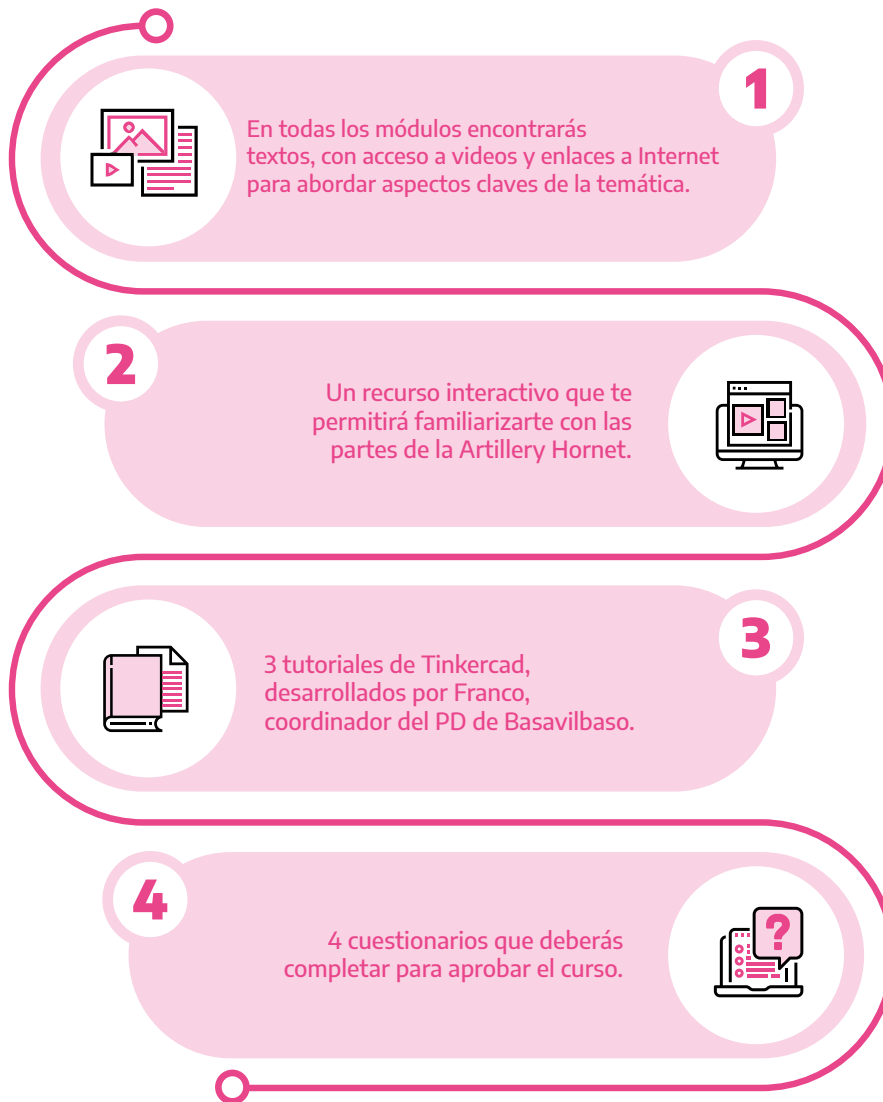 1
En todas los módulos encontrarás
textos, con acceso a videos y enlaces a Internet
para abordar aspectos claves de la temática.
2
Un recurso interactivo que te
permitirá familiarizarte con las
partes de la Artillery Hornet.
3
3 tutoriales de Tinkercad,
desarrollados por Franco,
coordinador del PD de Basavilbaso.
4
4 cuestionarios que deberás
completar para aprobar el curso.
?